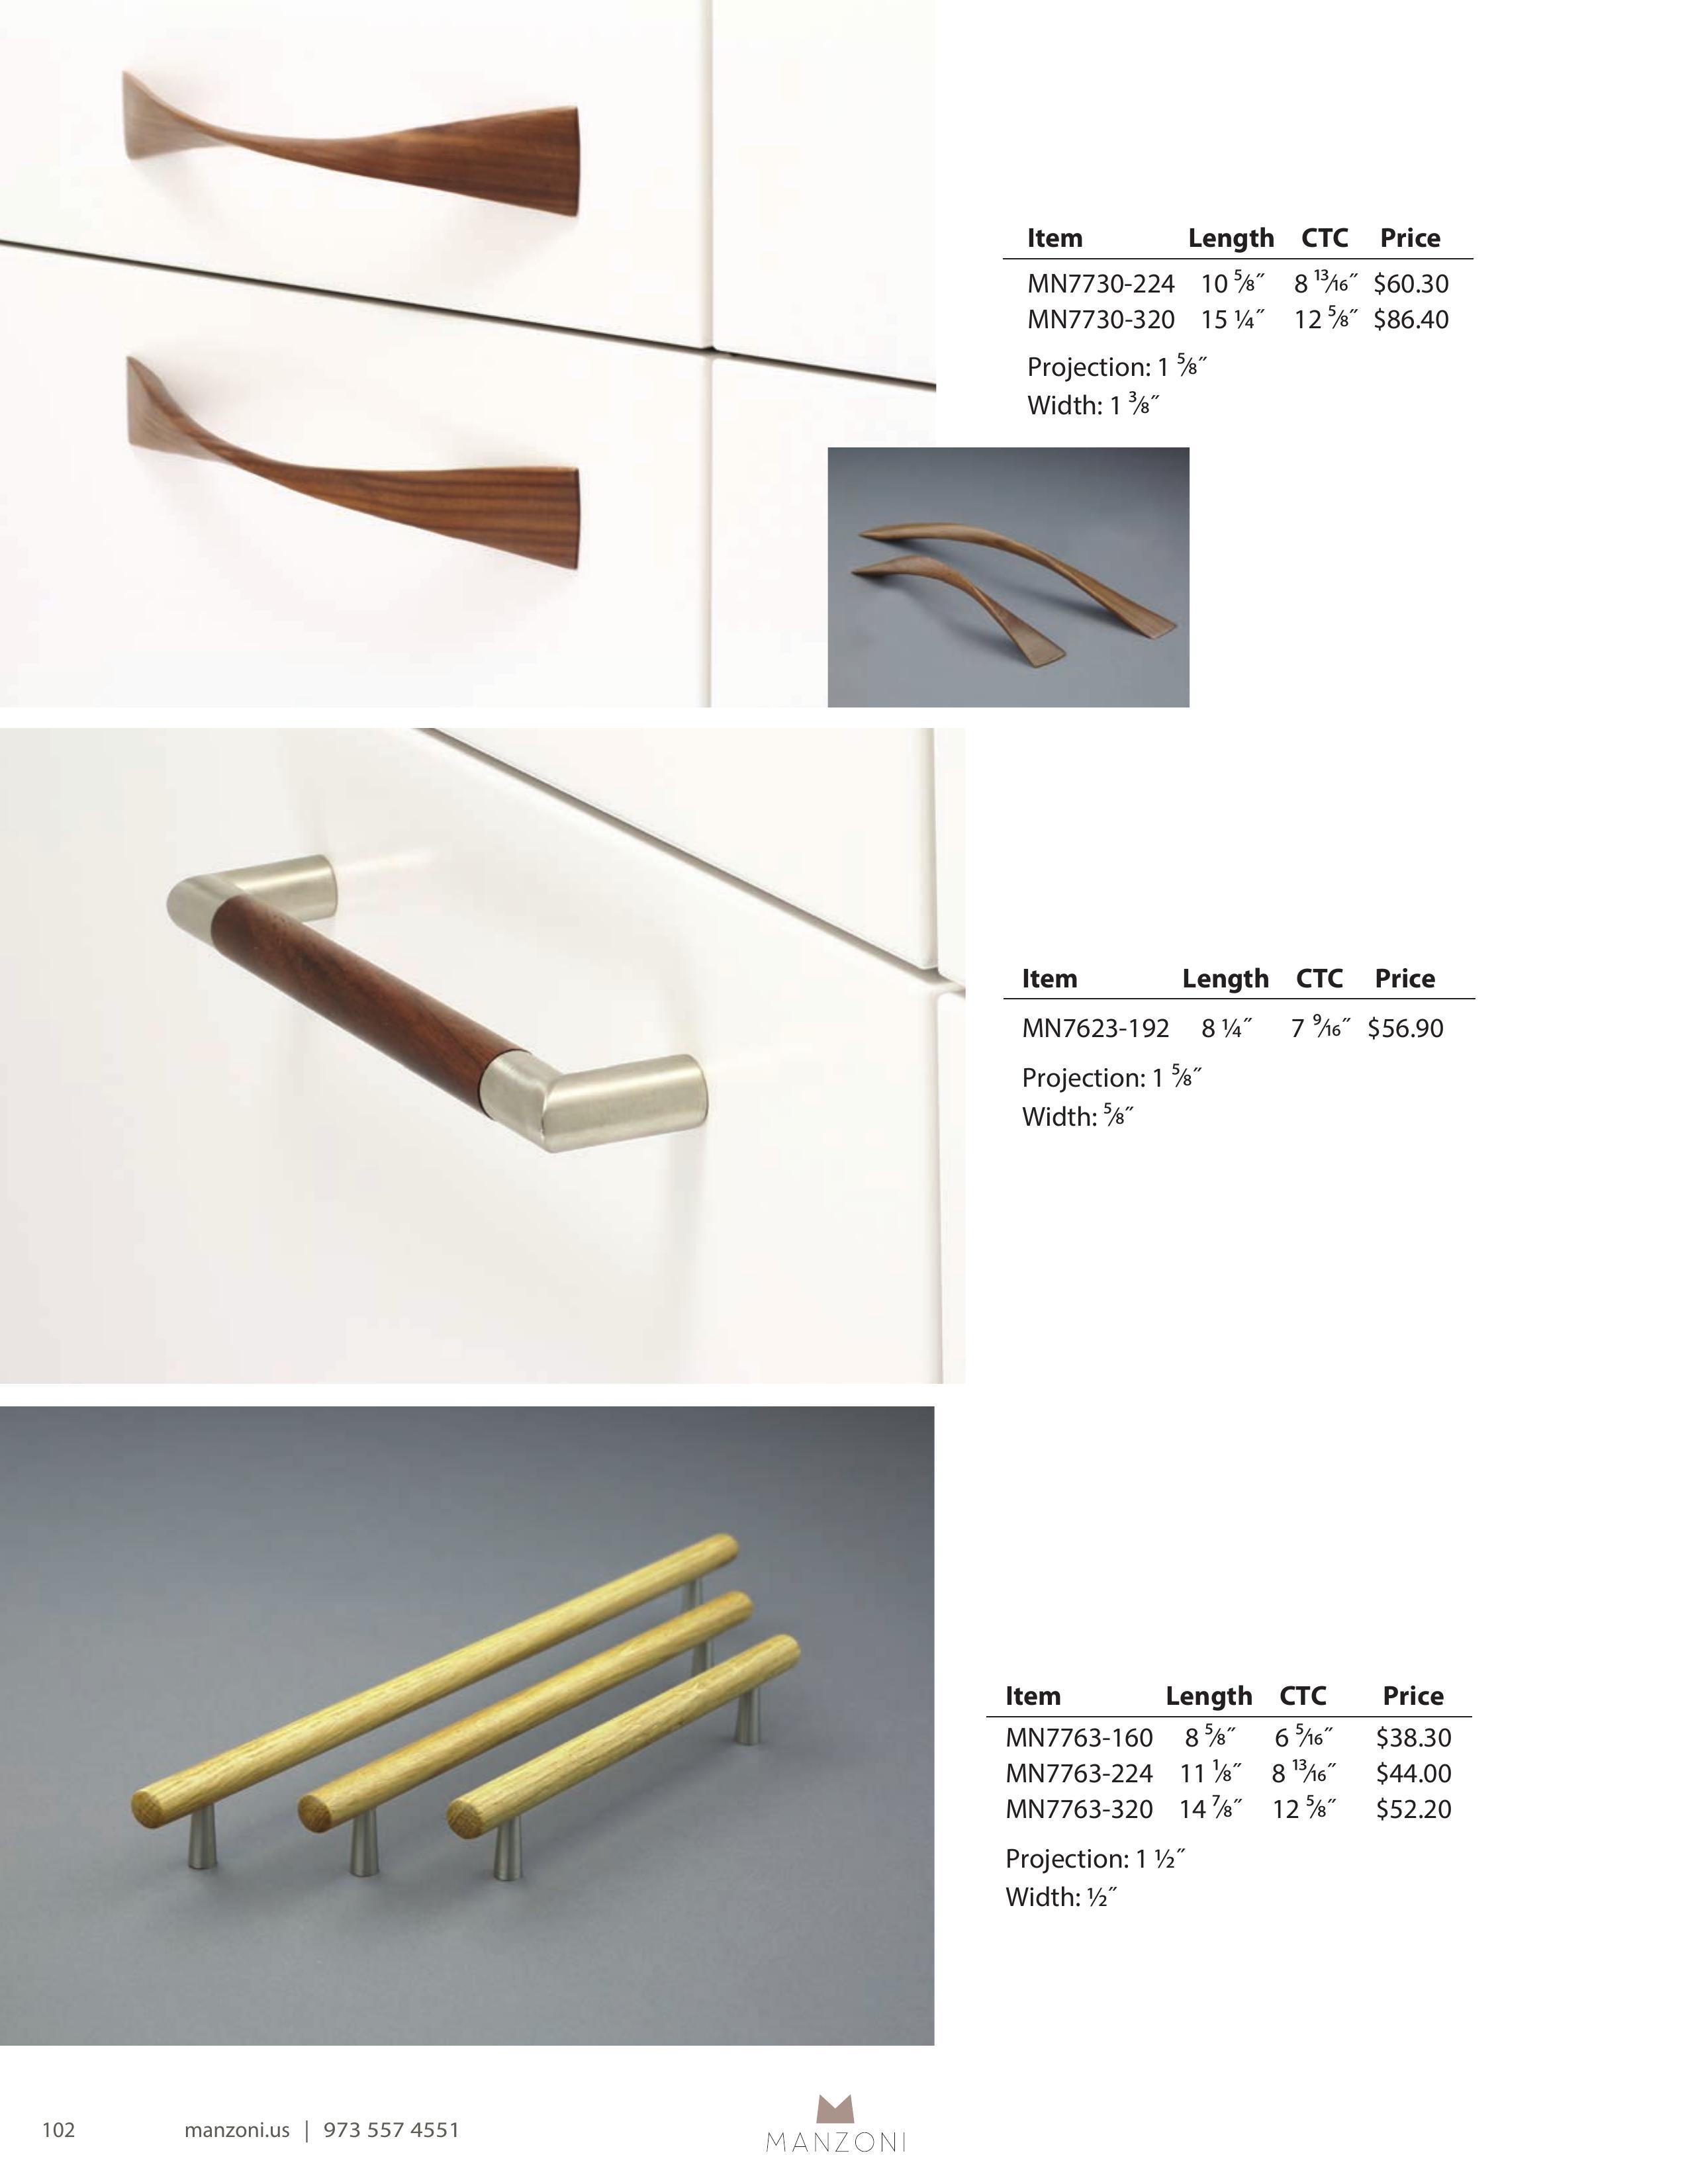 Item Length CTC Price
MN7730-224 10 ⅝″ 8 13/16″ $60.30
MN7730-320 15 ¼″ 12 ⅝″ $86.40
Projection: 1 ⅝″
Width: 1 ⅜″
Item Length CTC Price
MN7623-192 8 ¼″ 7 9/16″ $56.90
Projection: 1 ⅝″
Width: ⅝″
Item Length CTC Price
MN7763-160 8 ⅝″ 6 5/16″ $38.30
MN7763-224 11 ⅛″ 8 13/16″ $44.00
MN7763-320 14 ⅞″ 12 ⅝″ $52.20
Projection: 1 ½″
Width: ½″
102 manzoni.us | 973 557 4551
MANZONI